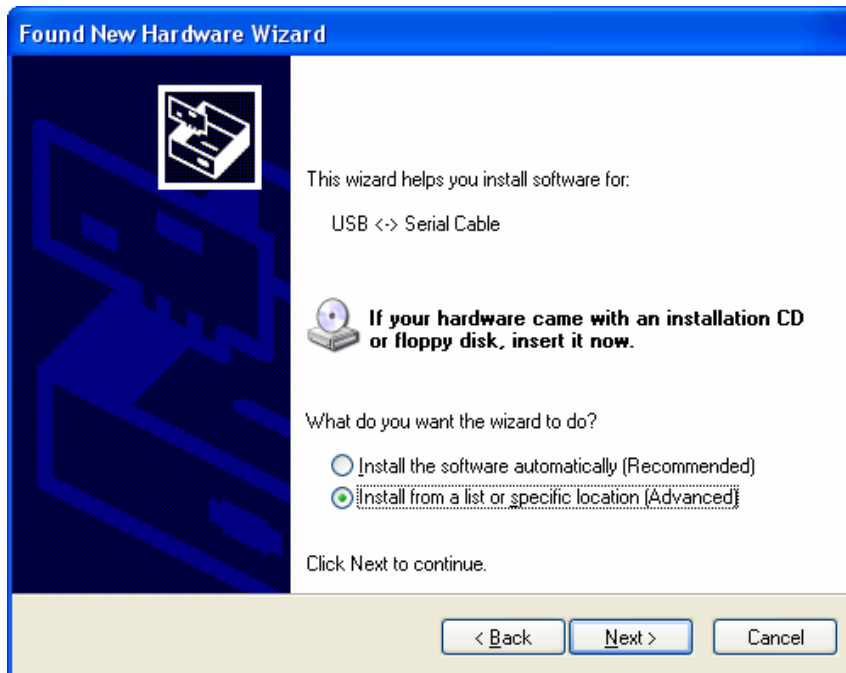 Found New Hardware Wizard
This wizard helps you install software for:
USB <-> Serial Cable
If your hardware came with an installation CD
or floppy disk, insert it now.
What do you want the wizard to do?
Install the software automatically (Recommended)
Install from a list or specific location (Advanced)
Click Next to continue.
< Back Next > Cancel